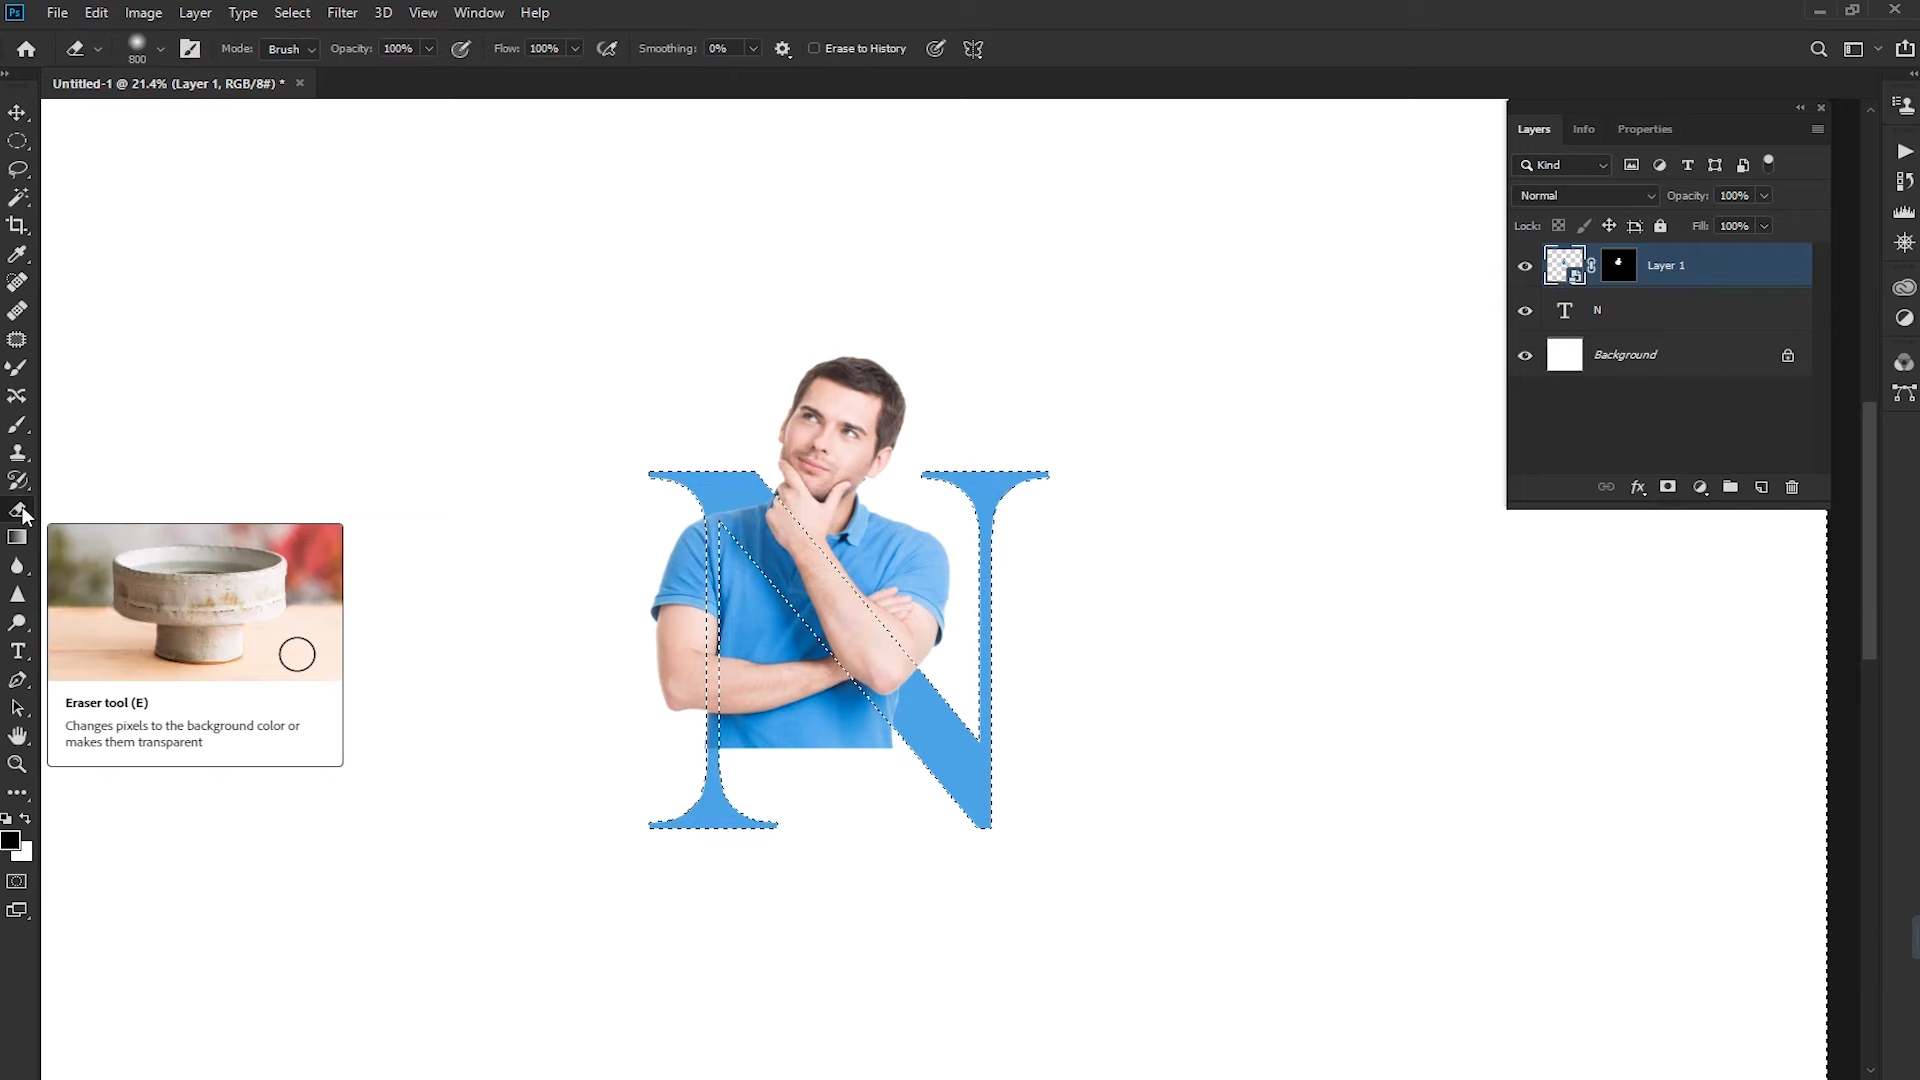 Ps File Edit Image Layer Type Select Filter 3D View Window Help
800 Mode: Brush Opacity: 100% Flow: 100% Smoothing: 0% Erase to History
Untitled-1 @ 21.4% (Layer 1, RGB/8#) *
Layers Info Properties
Kind
Normal Opacity: 100%
Lock: Fill: 100%
Layer 1
T N
Background
fx
N
Eraser tool (E)
Changes pixels to the background color or
makes them transparent